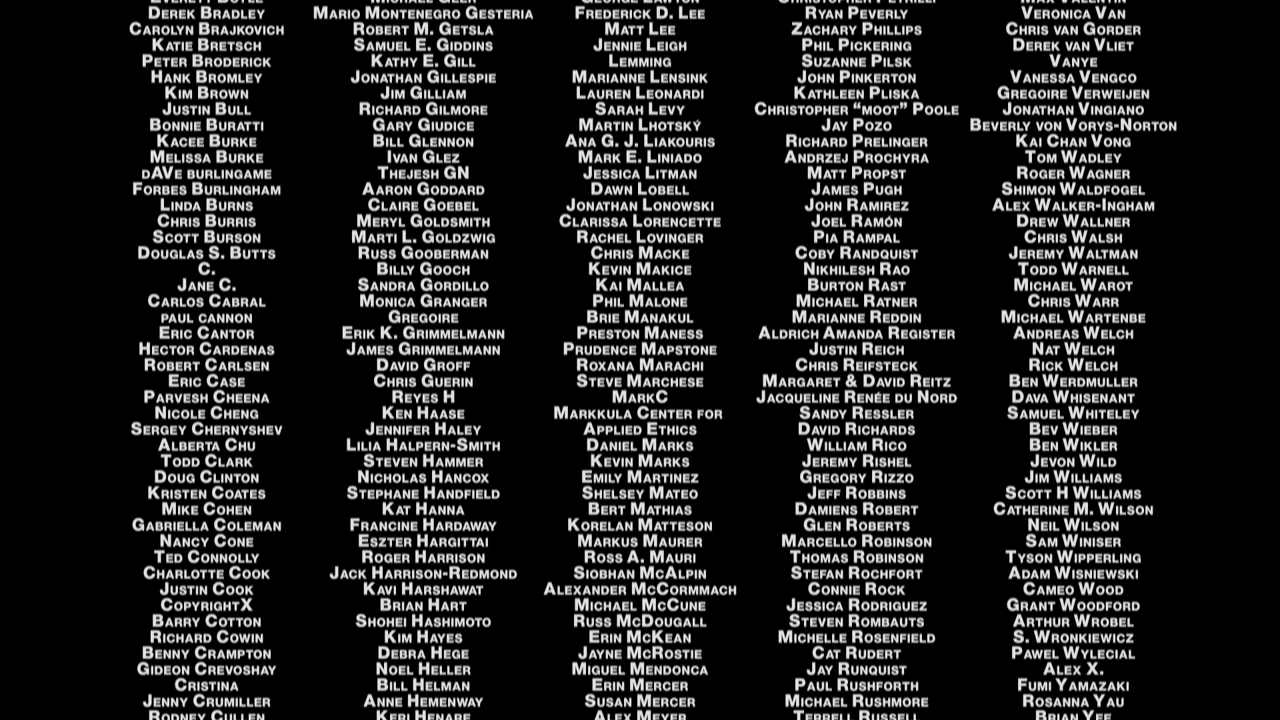 Derek Bradley
Carolyn Brajkovich
Katie Bretsch
Peter Broderick
Hank Bromley
Kim Brown
Justin Bull
Bonnie Buratti
Kacee Burke
Melissa Burke
dAVe burlingame
Forbes Burlingham
Linda Burns
Chris Burris
Scott Burson
Douglas S. Butts
C.
Jane C.
Carlos Cabral
paul cannon
Eric Cantor
Hector Cardenas
Robert Carlsen
Eric Case
Parvesh Cheena
Nicole Cheng
Sergey Chernyshev
Alberta Chu
Todd Clark
Doug Clinton
Kristen Coates
Mike Cohen
Gabriella Coleman
Nancy Cone
Ted Connolly
Charlotte Cook
Justin Cook
CopyrightX
Barry Cotton
Richard Cowin
Benny Crampton
Gideon Crevoshay
Cristina
Jenny Crumiller
Rodney Cullen
Mario Montenegro Gesteria
Robert M. Getsla
Samuel E. Giddins
Kathy E. Gill
Jonathan Gillespie
Jim Gilliam
Richard Gilmore
Gary Giudice
Bill Glennon
Ivan Glez
Thejesh GN
Aaron Goddard
Claire Goebel
Meryl Goldsmith
Marti L. Goldzwig
Russ Gooberman
Billy Gooch
Sandra Gordillo
Monica Granger
Gregoire
Erik K. Grimmelmann
James Grimmelmann
David Groff
Chris Guerin
Reyes H
Ken Haase
Jennifer Haley
Lilia Halpern-Smith
Steven Hammer
Nicholas Hancox
Stephane Handfield
Kat Hanna
Francine Hardaway
Eszter Hargittai
Roger Harrison
Jack Harrison-Redmond
Kavi Harshawat
Brian Hart
Shohei Hashimoto
Kim Hayes
Debra Hege
Noel Heller
Bill Helman
Anne Hemenway
Keri Henare
Frederick D. Lee
Matt Lee
Jennie Leigh
Lemming
Marianne Lensink
Lauren Leonardi
Sarah Levy
Martin Lhotský
Ana G. J. Liakouris
Mark E. Liniado
Jessica Litman
Dawn Lobell
Jonathan Lonowski
Clarissa Lorencette
Rachel Lovinger
Chris Macke
Kevin Makice
Kai Mallea
Phil Malone
Brie Manakul
Preston Maness
Prudence Mapstone
Roxana Marachi
Steve Marchese
MarkC
Markkula Center for
Applied Ethics
Daniel Marks
Kevin Marks
Emily Martinez
Shelsey Mateo
Bert Mathias
Korelan Matteson
Markus Maurer
Ross A. Mauri
Siobhan McAlpin
Alexander McCormmach
Michael McCune
Russ McDougall
Erin McKean
Jayne McRostie
Miguel Mendonca
Erin Mercer
Susan Mercer
Alex Meyer
Ryan Peverly
Zachary Phillips
Phil Pickering
Suzanne Pilsk
John Pinkerton
Kathleen Pliska
Christopher “moot” Poole
Jay Pozo
Richard Prelinger
Andrzej Prochyra
Matt Propst
James Pugh
John Ramirez
Joel Ramón
Pia Rampal
Coby Randquist
Nikhilesh Rao
Burton Rast
Michael Ratner
Marianne Reddin
Aldrich Amanda Register
Justin Reich
Chris Reifsteck
Margaret & David Reitz
Jacqueline Renée du Nord
Sandy Ressler
David Richards
William Rico
Jeremy Rishel
Gregory Rizzo
Jeff Robbins
Damiens Robert
Glen Roberts
Marcello Robinson
Thomas Robinson
Stefan Rochfort
Connie Rock
Jessica Rodriguez
Steven Rombauts
Michelle Rosenfield
Cat Rudert
Jay Runquist
Paul Rushforth
Michael Rushmore
Terrell Russell
Veronica Van
Chris van Gorder
Derek van Vliet
Vanye
Vanessa Vengco
Gregoire Verweijen
Jonathan Vingiano
Beverly von Vorys-Norton
Kai Chan Vong
Tom Wadley
Roger Wagner
Shimon Waldfogel
Alex Walker-Ingham
Drew Wallner
Chris Walsh
Jeremy Waltman
Todd Warnell
Michael Warot
Chris Warr
Michael Wartenbe
Andreas Welch
Nat Welch
Rick Welch
Ben Werdmuller
Dava Whisenant
Samuel Whiteley
Bev Wieber
Ben Wikler
Jevon Wild
Jim Williams
Scott H Williams
Catherine M. Wilson
Neil Wilson
Sam Winiser
Tyson Wipperling
Adam Wisniewski
Cameo Wood
Grant Woodford
Arthur Wrobel
S. Wronkiewicz
Pawel Wylecial
Alex X.
Fumi Yamazaki
Rosanna Yau
Brian Yee